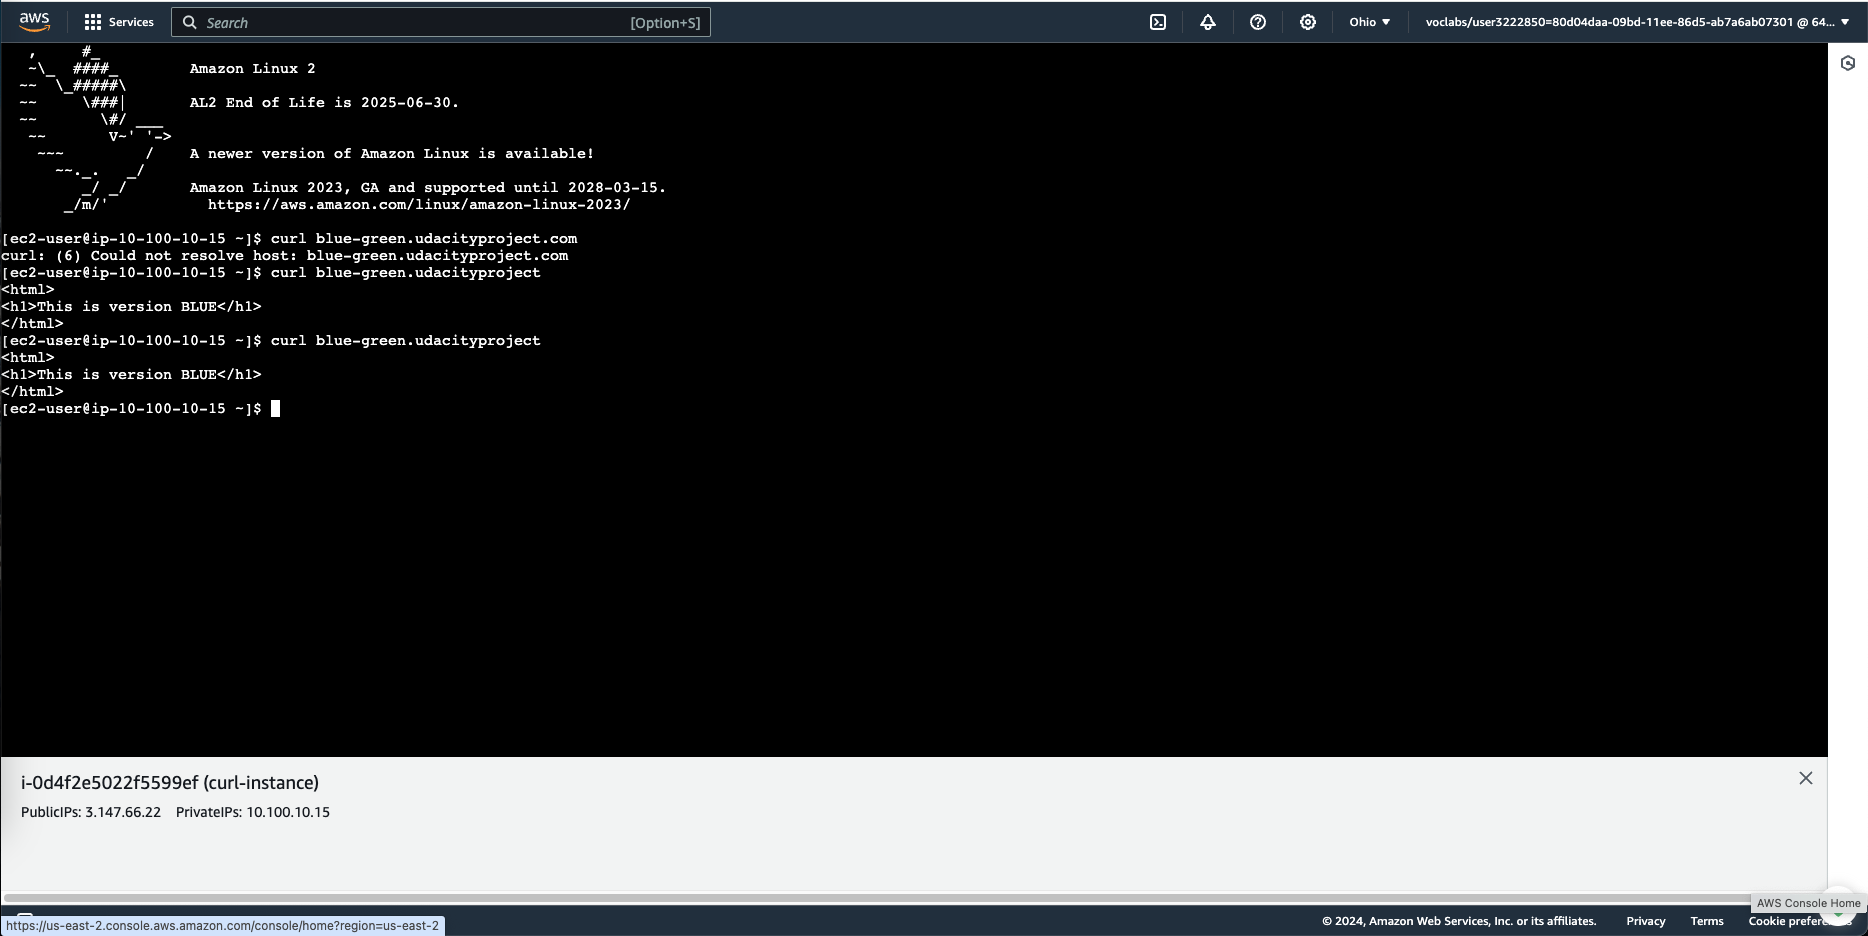 aws Services Search [Option+S] Ohio voclabs/user3222850=80d04daa-09bd-11ee-86d5-ab7a6ab07301 @ 64...
   ,     #_
   ~\_  ####_        Amazon Linux 2
  ~~  \_#####\
  ~~     \###|       AL2 End of Life is 2025-06-30.
  ~~       \#/ ___
   ~~       V~' '->
    ~~~         /    A newer version of Amazon Linux is available!
      ~~._.   _/
         _/ _/       Amazon Linux 2023, GA and supported until 2028-03-15.
       _/m/'           https://aws.amazon.com/linux/amazon-linux-2023/
[ec2-user@ip-10-100-10-15 ~]$ curl blue-green.udacityproject.com
curl: (6) Could not resolve host: blue-green.udacityproject.com
[ec2-user@ip-10-100-10-15 ~]$ curl blue-green.udacityproject
<html>
<h1>This is version BLUE</h1>
</html>
[ec2-user@ip-10-100-10-15 ~]$ curl blue-green.udacityproject
<html>
<h1>This is version BLUE</h1>
</html>
[ec2-user@ip-10-100-10-15 ~]$
i-0d4f2e5022f5599ef (curl-instance)
PublicIPs: 3.147.66.22 PrivateIPs: 10.100.10.15
AWS Console Home
https://us-east-2.console.aws.amazon.com/console/home?region=us-east-2 © 2024, Amazon Web Services, Inc. or its affiliates. Privacy Terms Cookie prefere